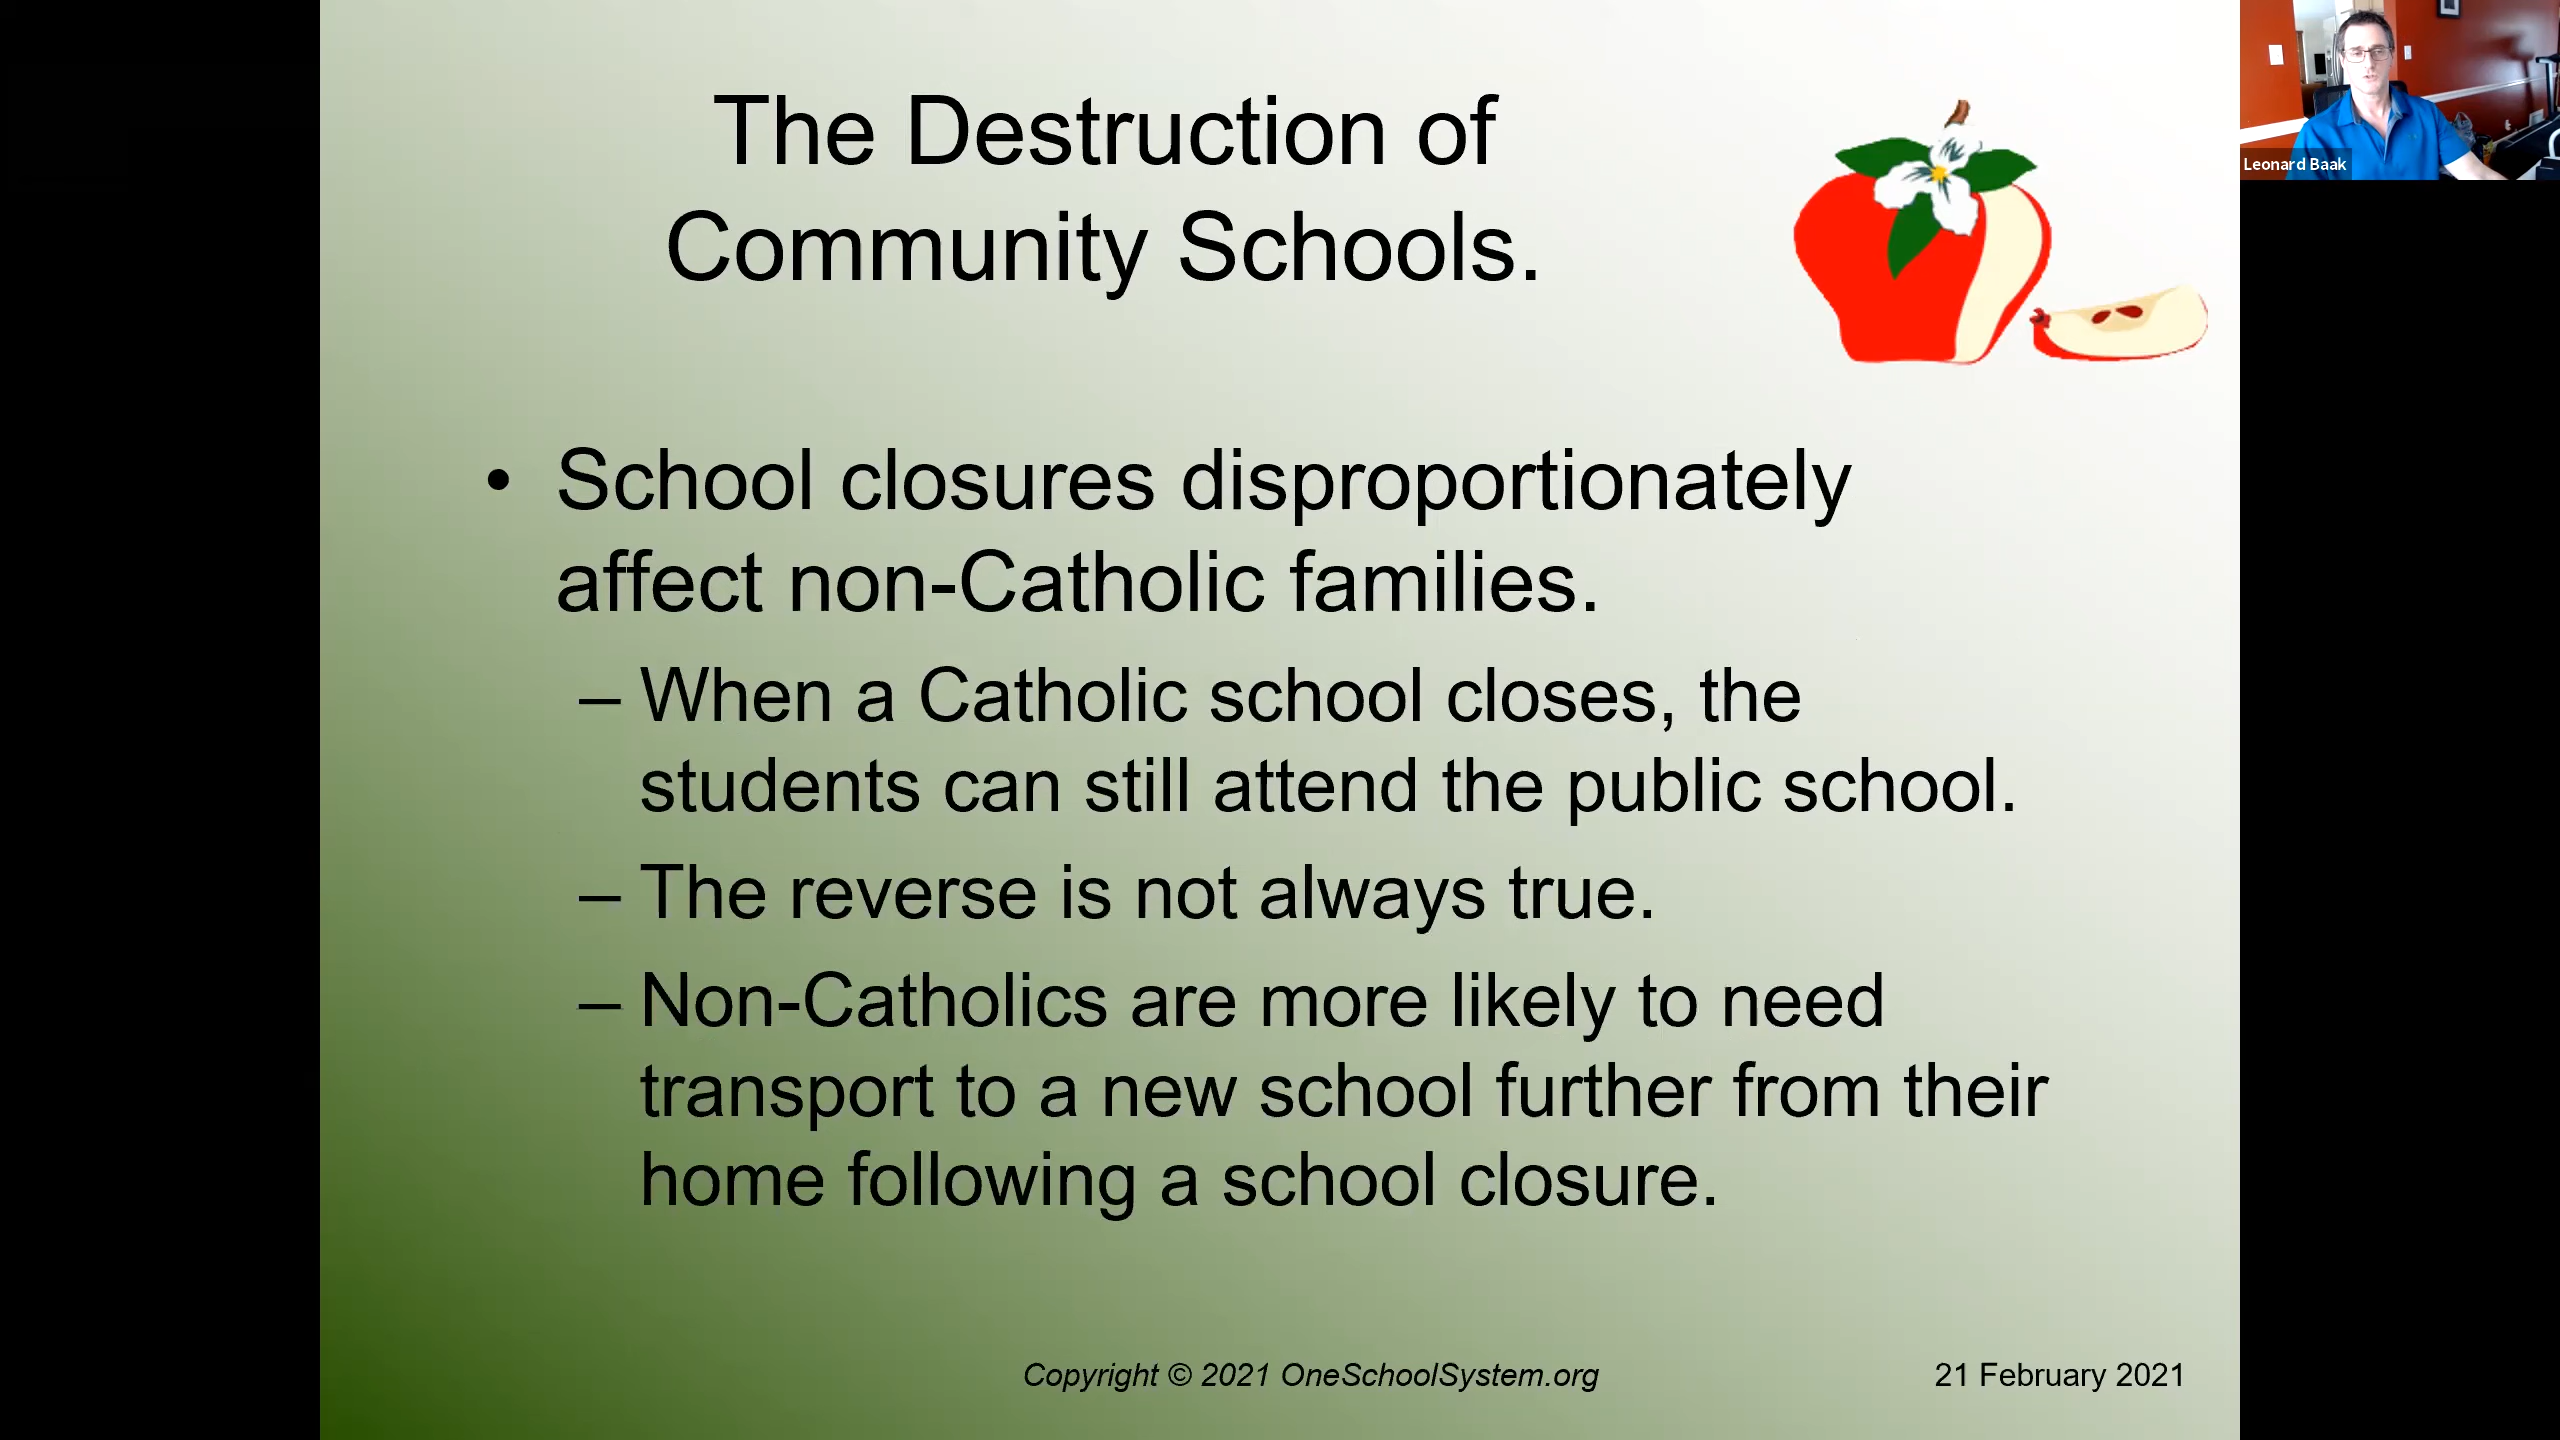 The Destruction of
Community Schools.
Leonard Baak
• School closures disproportionately
affect non-Catholic families.
– When a Catholic school closes, the
students can still attend the public school.
– The reverse is not always true.
– Non-Catholics are more likely to need
transport to a new school further from their
home following a school closure.
Copyright © 2021 OneSchoolSystem.org
21 February 2021